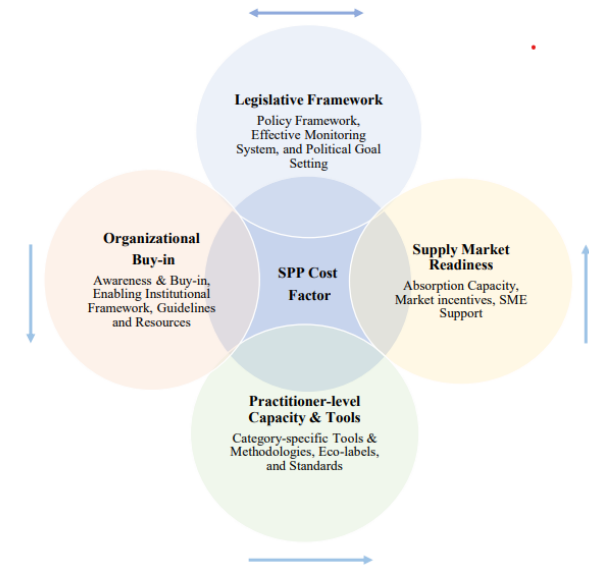 Legislative Framework
Policy Framework,
Effective Monitoring
System, and Political Goal
Setting
Organizational
Buy-in
Awareness & Buy-in,
Enabling Institutional
Framework, Guidelines
and Resources
SPP Cost
Factor
Supply Market
Readiness
Absorption Capacity,
Market incentives, SME
Support
Practitioner-level
Capacity & Tools
Category-specific Tools &
Methodologies, Eco-labels,
and Standards